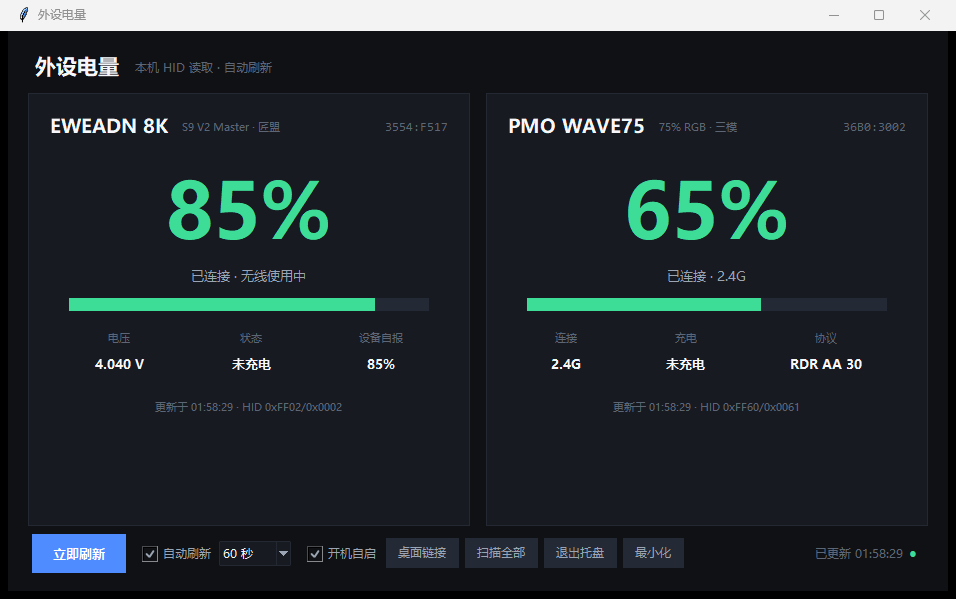 外设电量
外设电量 本机 HID 读取 · 自动刷新
EWEADN 8K S9 V2 Master · 匠盟 3554:F517
85%
已连接 · 无线使用中
电压 状态 设备自报
4.040 V 未充电 85%
更新于 01:58:29 · HID 0xFF02/0x0002
PMO WAVE75 75% RGB · 三模 36B0:3002
65%
已连接 · 2.4G
连接 充电 协议
2.4G 未充电 RDR AA 30
更新于 01:58:29 · HID 0xFF60/0x0061
立即刷新 自动刷新 60 秒 开机自启 桌面链接 扫描全部 退出托盘 最小化 已更新 01:58:29